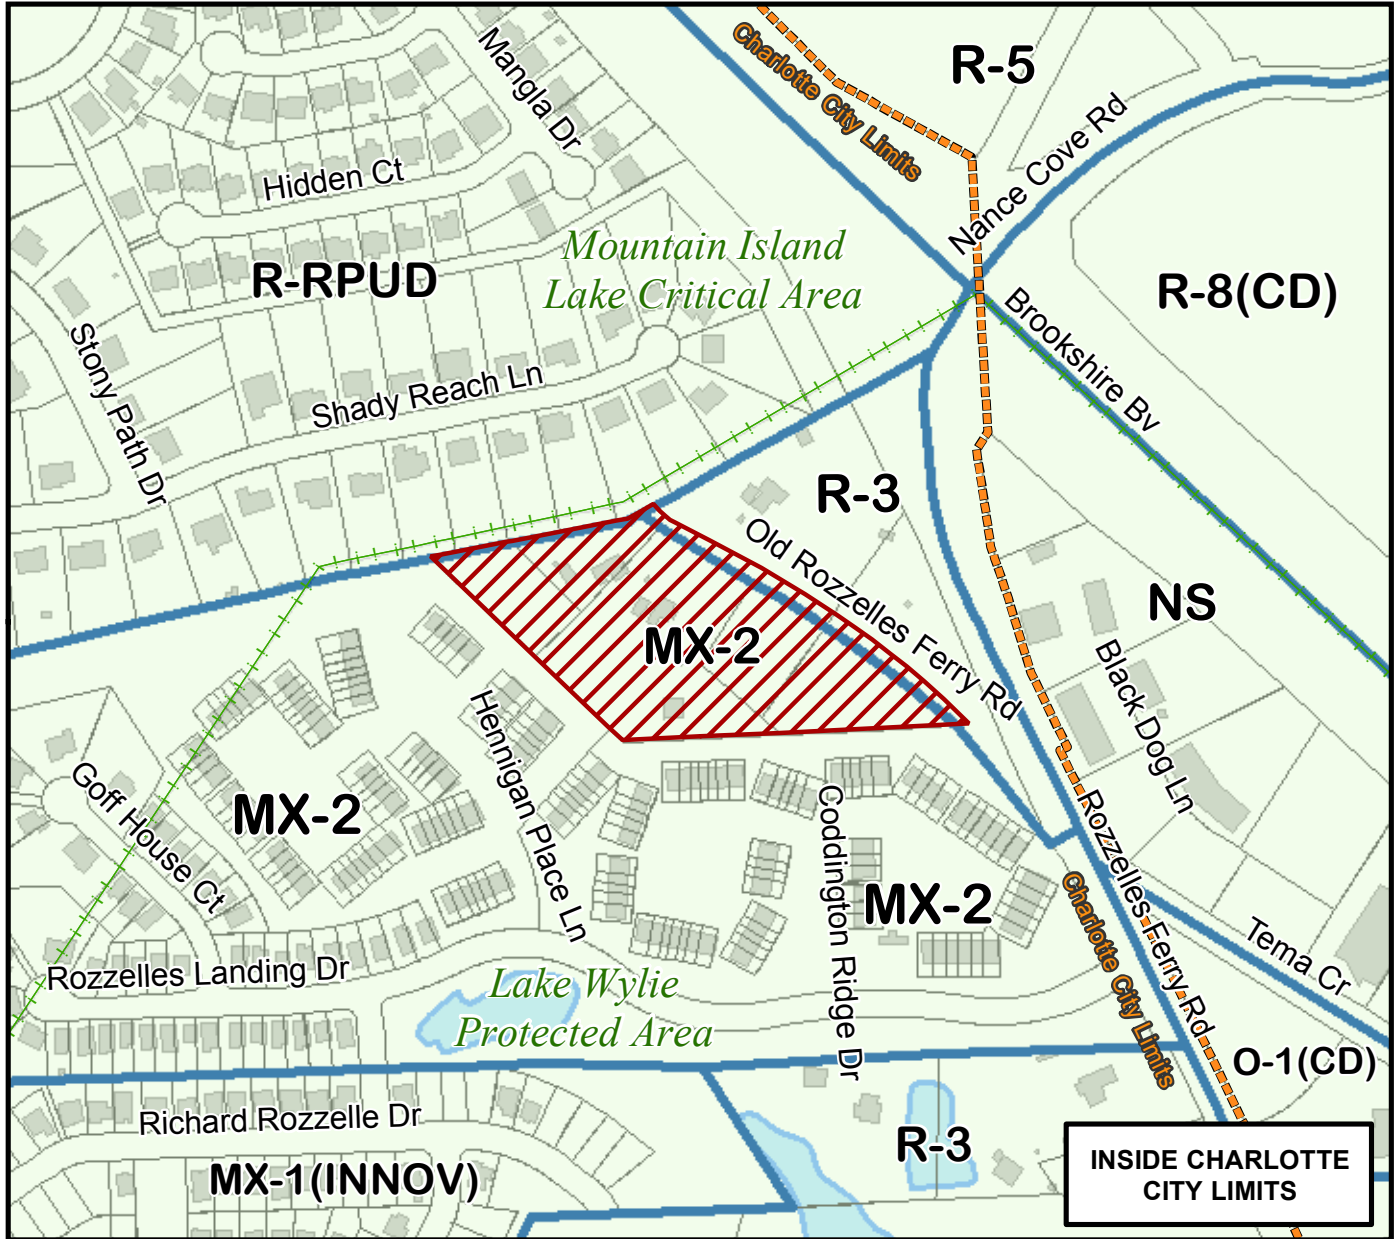 Mangla Dr
Charlotte City Limits
R-5
Nance Cove Rd
Hidden Ct
Mountain Island
Lake Critical Area
R-RPUD
R-8(CD)
Brookshire Bv
Stony Path Dr
Shady Reach Ln
R-3
Old Rozzelles Ferry Rd
NS
MX-2
Black Dog Ln
Hennigan Place Ln
Goff House Ct
MX-2
Coddington Ridge Dr
MX-2
Rozzelles Ferry Rd
Charlotte City Limits
Tema Cr
Rozzelles Landing Dr
Lake Wylie
Protected Area
O-1(CD)
Richard Rozzelle Dr
R-3
MX-1(INNOV)
INSIDE CHARLOTTE
CITY LIMITS